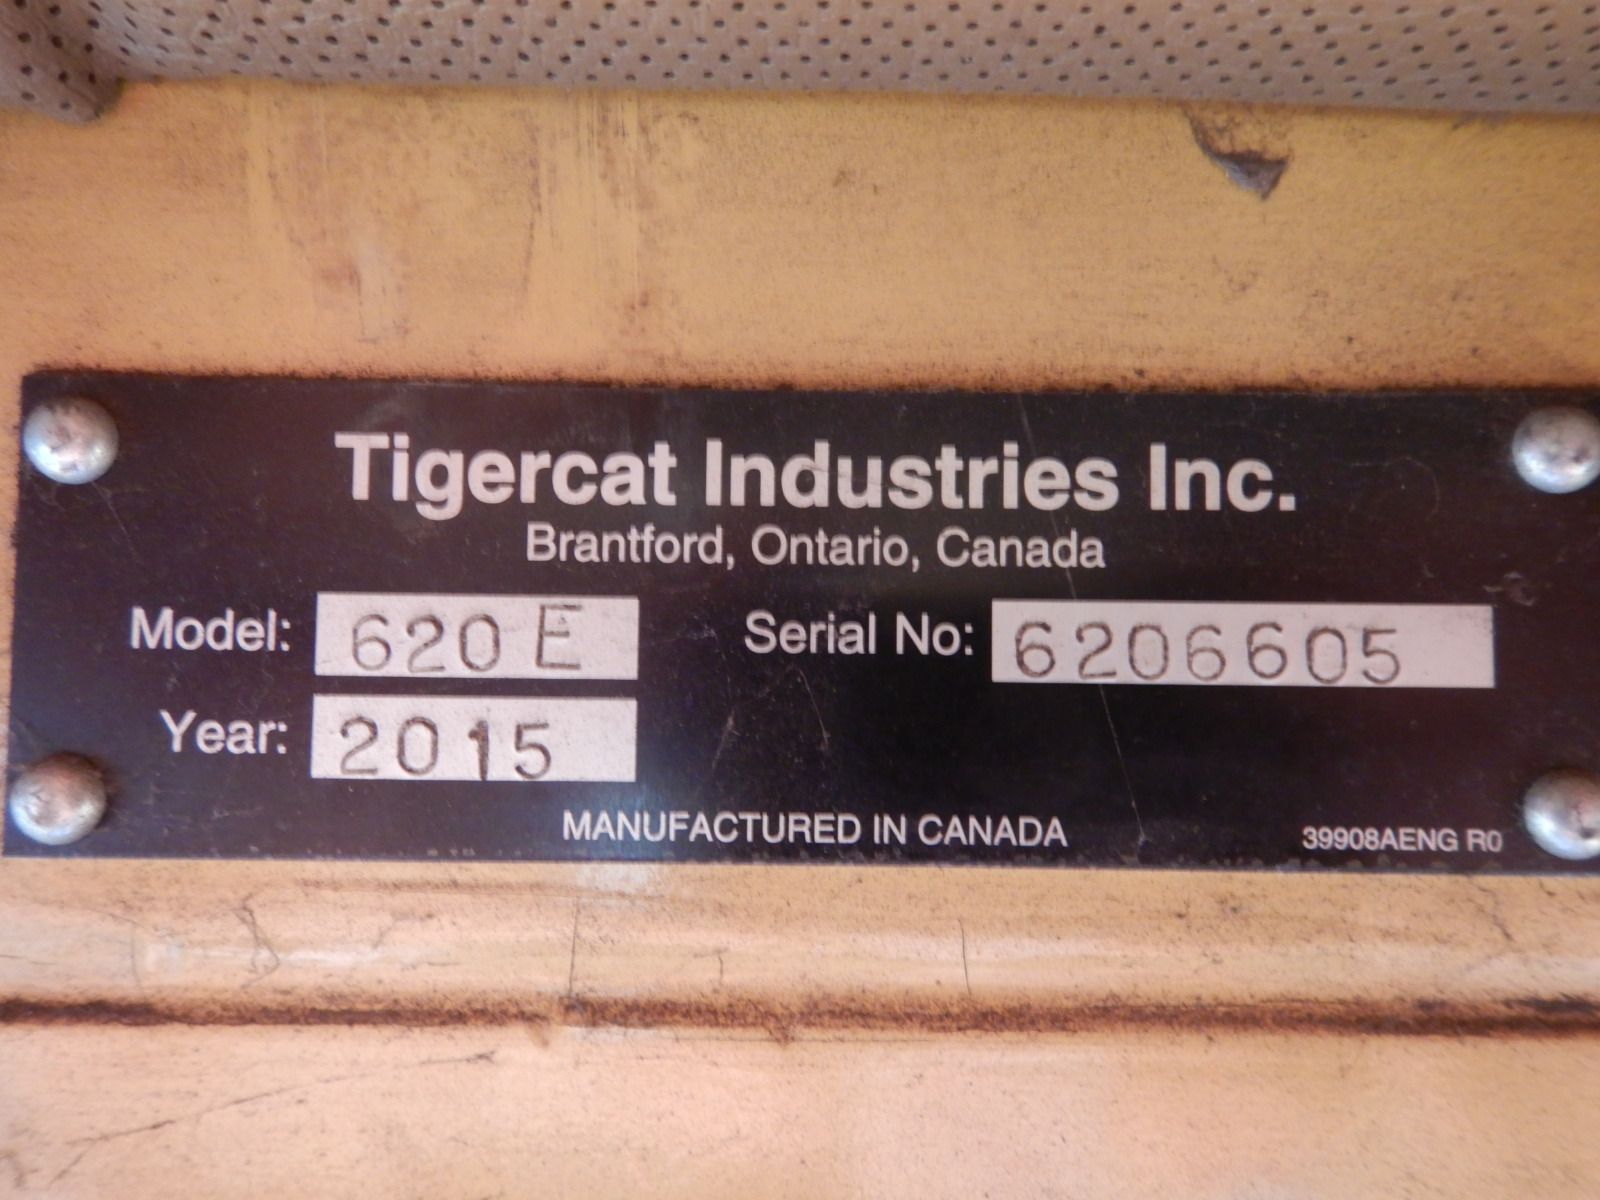 Tigercat Industries Inc.
Brantford, Ontario, Canada
Model: 620 E Serial No: 6206605
Year: 2015
MANUFACTURED IN CANADA 39908AENG R0